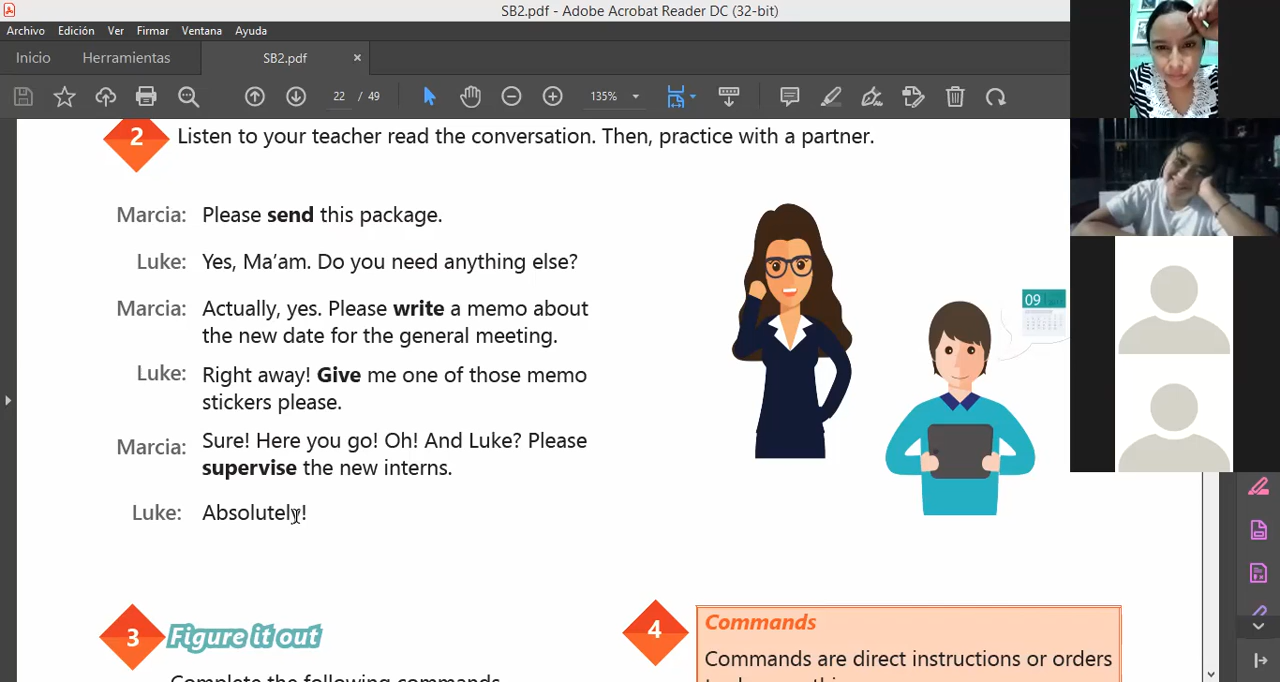 SB2.pdf - Adobe Acrobat Reader DC (32-bit)
Archivo Edición Ver Firmar Ventana Ayuda
Inicio Herramientas SB2.pdf ×
22 / 49 135%
2 Listen to your teacher read the conversation. Then, practice with a partner.
Marcia: Please send this package.
Luke: Yes, Ma’am. Do you need anything else?
Marcia: Actually, yes. Please write a memo about
the new date for the general meeting.
Luke: Right away! Give me one of those memo
stickers please.
Marcia: Sure! Here you go! Oh! And Luke? Please
supervise the new interns.
Luke: Absolutely!
09
3 Figure it out
Complete the following commands
4 Commands
Commands are direct instructions or orders